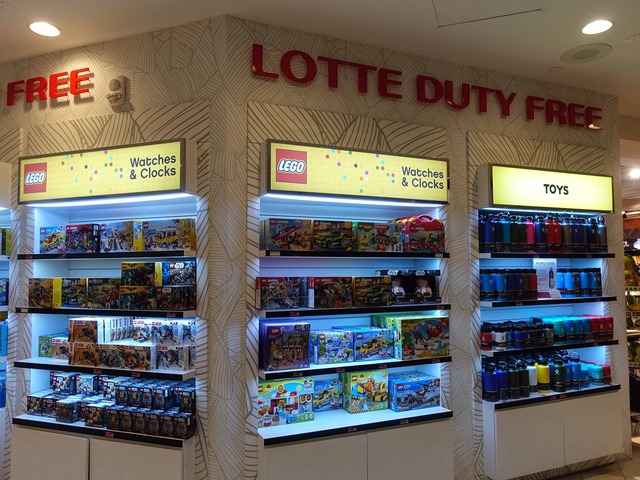 FREE
LOTTE DUTY FREE
LEGO
Watches
& Clocks
LEGO
Watches
& Clocks
TOYS